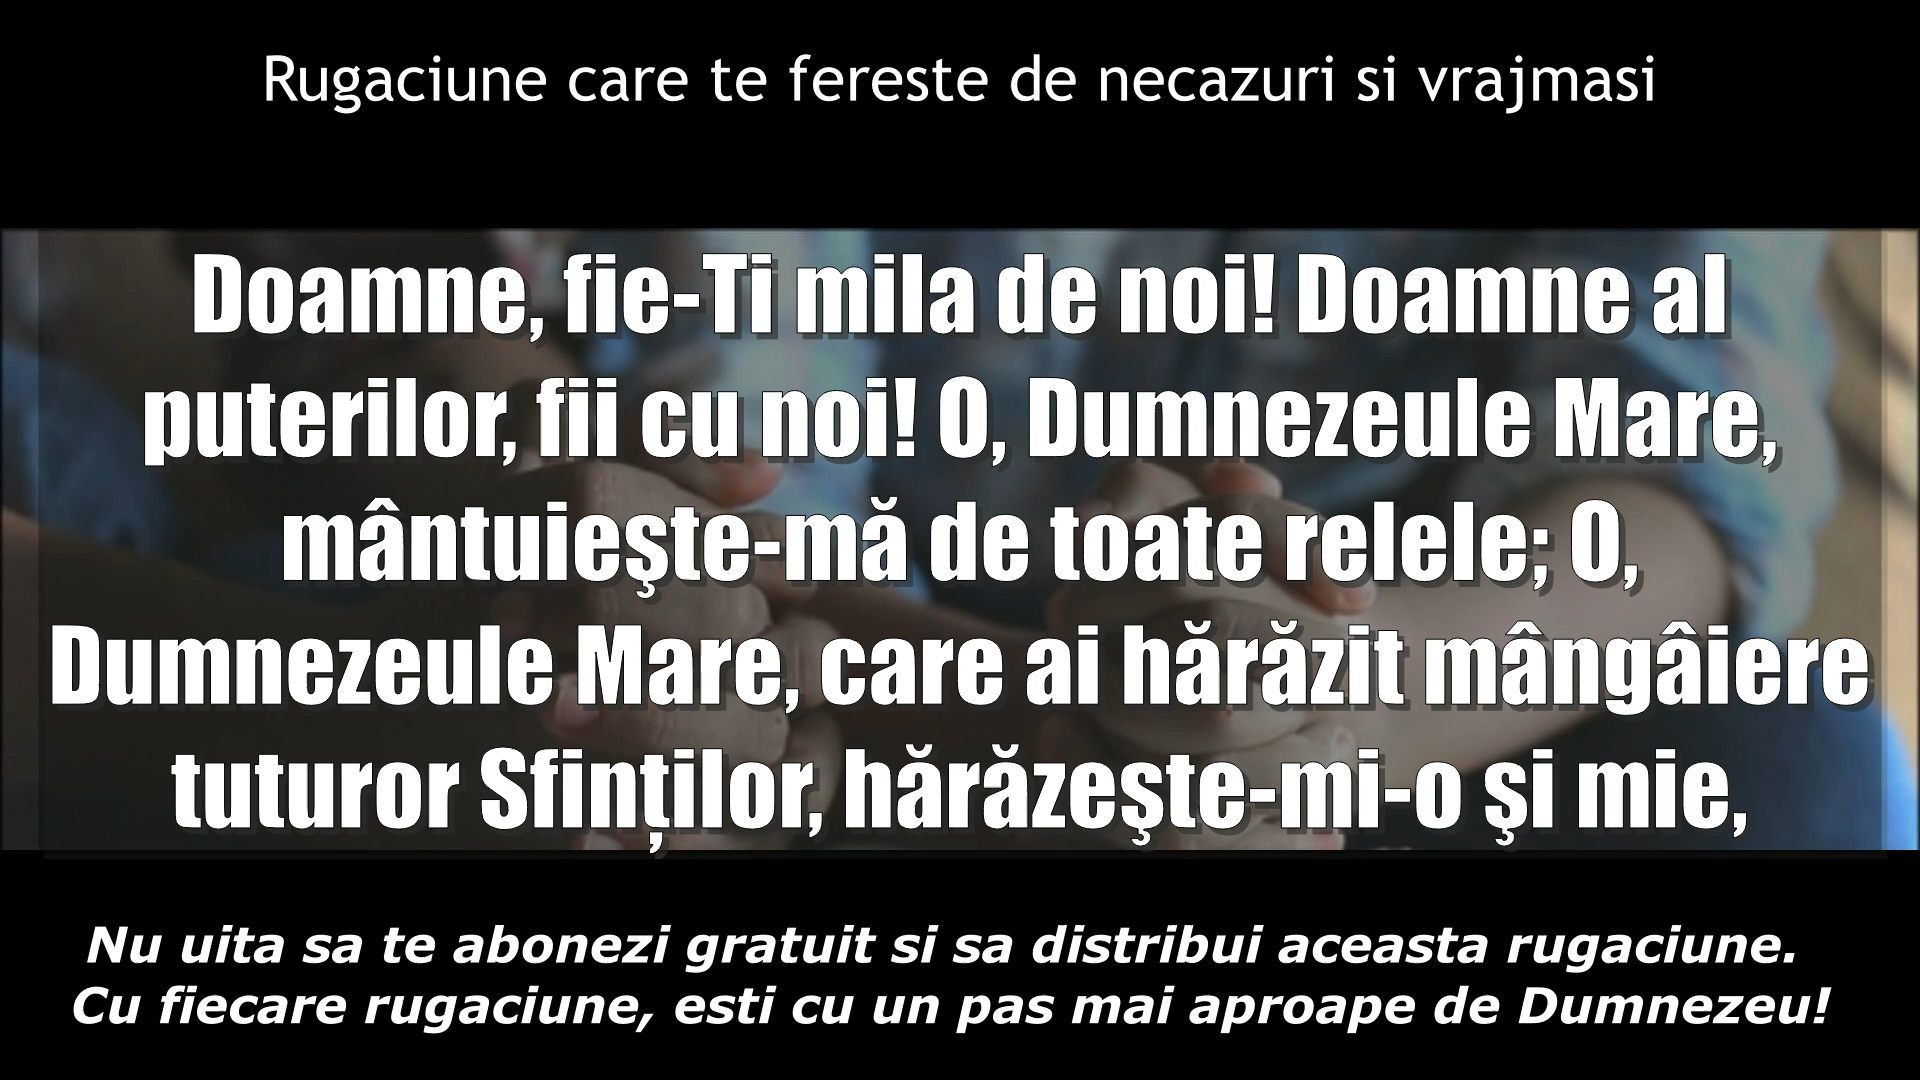 Rugaciune care te fereste de necazuri si vrajmasi
Doamne, fie-Ti mila de noi! Doamne al
puterilor, fii cu noi! O, Dumnezeule Mare,
mântuieşte-mă de toate relele; O,
Dumnezeule Mare, care ai hărăzit mângâiere
tuturor Sfinţilor, hărăzeşte-mi-o şi mie,
Nu uita sa te abonezi gratuit si sa distribui aceasta rugaciune.
Cu fiecare rugaciune, esti cu un pas mai aproape de Dumnezeu!